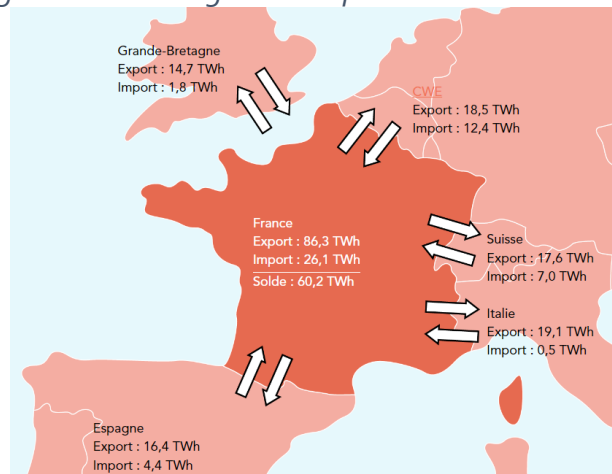 Grande-Bretagne
Export : 14,7 TWh
Import : 1,8 TWh
CWE
Export : 18,5 TWh
Import : 12,4 TWh
France
Export : 86,3 TWh
Import : 26,1 TWh
Solde : 60,2 TWh
Suisse
Export : 17,6 TWh
Import : 7,0 TWh
Italie
Export : 19,1 TWh
Import : 0,5 TWh
Espagne
Export : 16,4 TWh
Import : 4,4 TWh